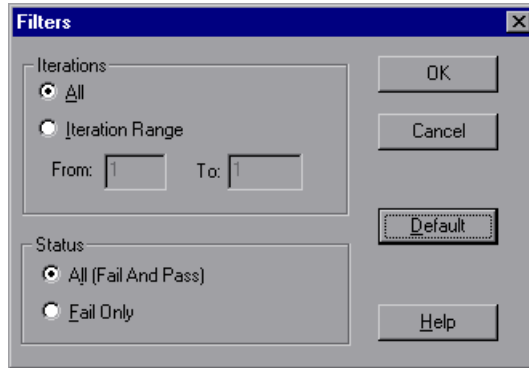 Filters
Iterations
All
Iteration Range
From: 1 To: 1
Status
All (Fail And Pass)
Fail Only
OK
Cancel
Default
Help